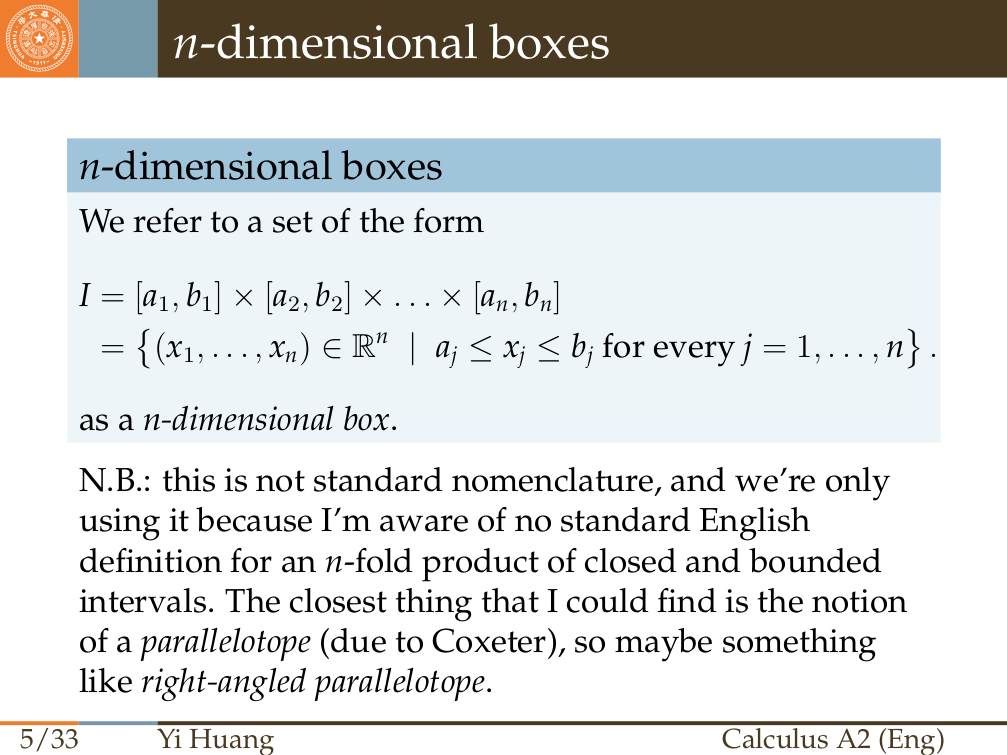 n-dimensional boxes
n-dimensional boxes
We refer to a set of the form
I = [a₁, b₁] × [a₂, b₂] × . . . × [aₙ, bₙ]
= {(x₁, . . . , xₙ) ∈ ℝⁿ | aⱼ ≤ xⱼ ≤ bⱼ for every j = 1, . . . , n} .
as a n-dimensional box.
N.B.: this is not standard nomenclature, and we’re only
using it because I’m aware of no standard English
definition for an n-fold product of closed and bounded
intervals. The closest thing that I could find is the notion
of a parallelotope (due to Coxeter), so maybe something
like right-angled parallelotope.
5/33 Yi Huang Calculus A2 (Eng)